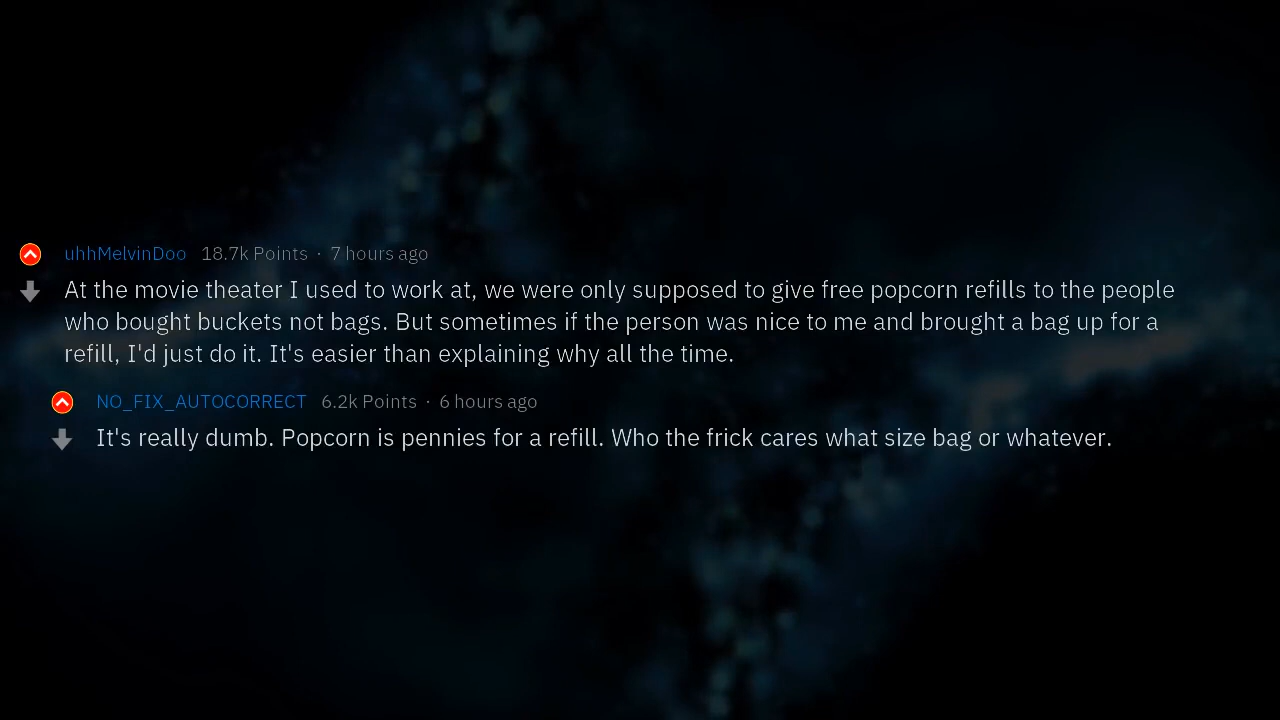 uhhMelvinDoo 18.7k Points · 7 hours ago
At the movie theater I used to work at, we were only supposed to give free popcorn refills to the people
who bought buckets not bags. But sometimes if the person was nice to me and brought a bag up for a
refill, I'd just do it. It's easier than explaining why all the time.
NO_FIX_AUTOCORRECT 6.2k Points · 6 hours ago
It's really dumb. Popcorn is pennies for a refill. Who the frick cares what size bag or whatever.